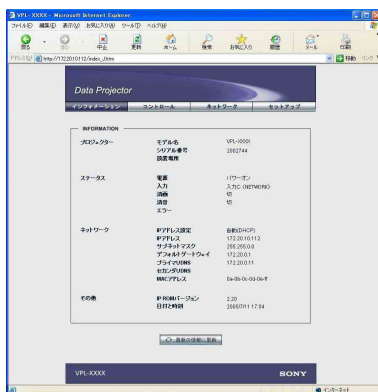 VPL-XXXX - Microsoft Internet Explorer
ファイル(F) 編集(E) 表示(V) お気に入り(A) ツール(T) ヘルプ(H)
戻る 中止 更新 ホーム 検索 お気に入り 履歴 メール 印刷
http://172.20.10.112/index_J.htm 移動
Data Projector
インフォメーション コントロール ネットワーク セットアップ
INFORMATION
プロジェクター モデル名 VPL-XXXX
シリアル番号 2002744
設置場所
ステータス 電源 パワーオン
入力 入力C (NETWORK)
消画 切
消音 切
エラー
ネットワーク IPアドレス設定 自動(DHCP)
IPアドレス 172.20.10.112
サブネットマスク 255.255.0.0
デフォルトゲートウェイ 172.20.0.1
プライマリDNS 172.20.0.11
セカンダリDNS
MACアドレス
その他 IP ROMバージョン 2.20
日付と時刻 2005/7/11 17:04
最新の情報に更新
VPL-XXXX SONY
インターネット